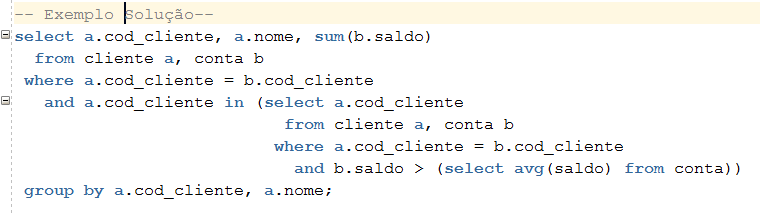 -- Exemplo Solução--
select a.cod_cliente, a.nome, sum(b.saldo)
from cliente a, conta b
where a.cod_cliente = b.cod_cliente
and a.cod_cliente in (select a.cod_cliente
from cliente a, conta b
where a.cod_cliente = b.cod_cliente
and b.saldo > (select avg(saldo) from conta))
group by a.cod_cliente, a.nome;